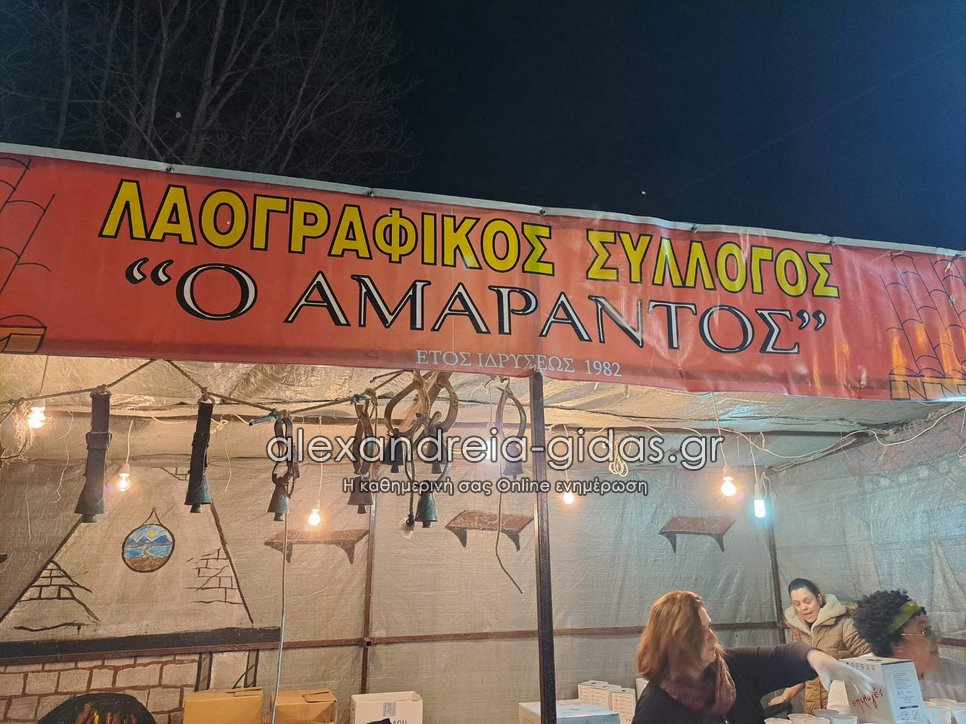 ΛΑΟΓΡΑΦΙΚΟΣ ΣΥΛΛΟΓΟΣ
“Ο ΑΜΑΡΑΝΤΟΣ”
ΕΤΟΣ ΙΔΡΥΣΕΩΣ 1982
alexandreia-gidas.gr
Η καθημερινή σας Online ενημέρωση